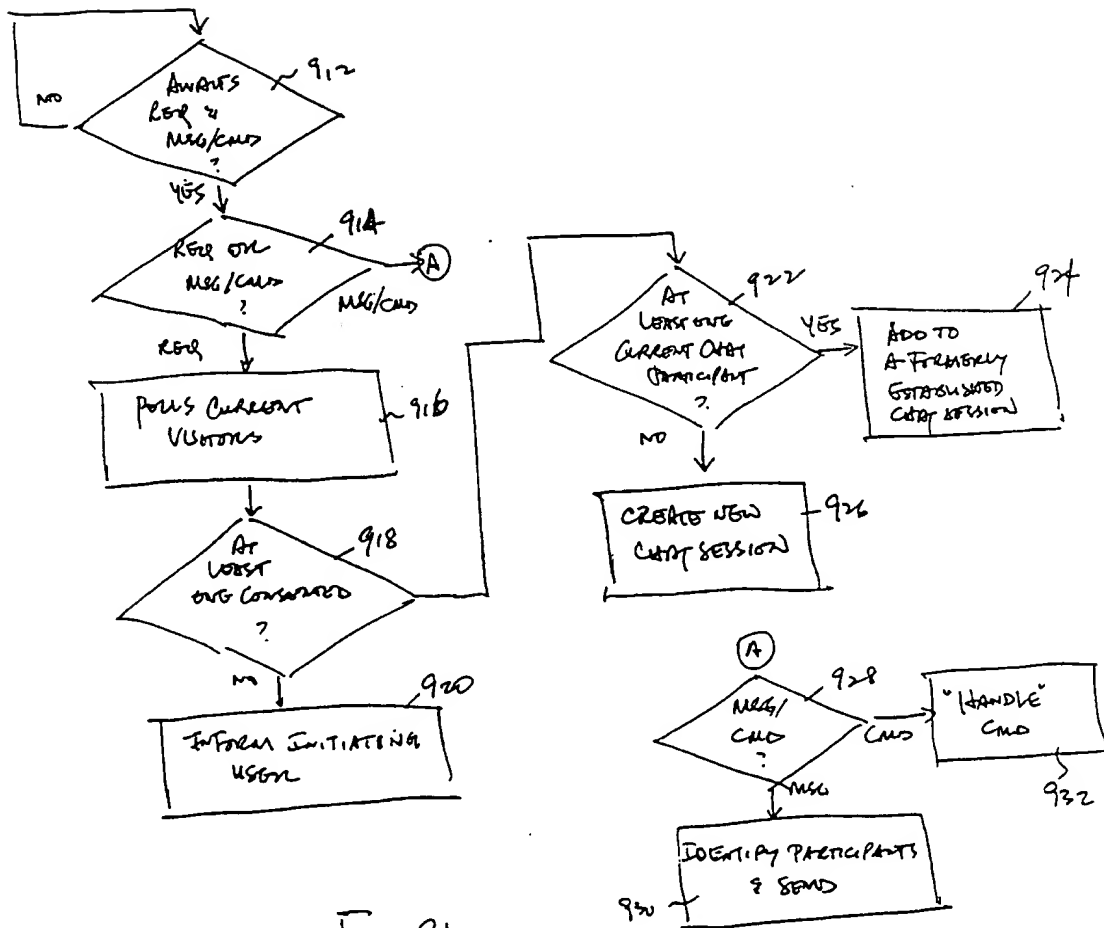 AWAITS
REQ &
MSG/CMD
?
912
NO
YES
REQ OR
MSG/CMD
?
914
A
MSG/CMD
REQ
POLLS CURRENT
VISITORS
916
AT
LEAST
ONE CONSENTED
?
918
NO
INFORM INITIATING
USER
920
AT
LEAST ONE
CURRENT CHAT
PARTICIPANT
?
922
YES
ADD TO
A FORMERLY
ESTABLISHED
CHAT SESSION
924
NO
CREATE NEW
CHAT SESSION
926
A
MSG/
CMD
?
928
CMD
"HANDLE"
CMD
932
MSG
IDENTIFY PARTICIPANTS
& SEND
930